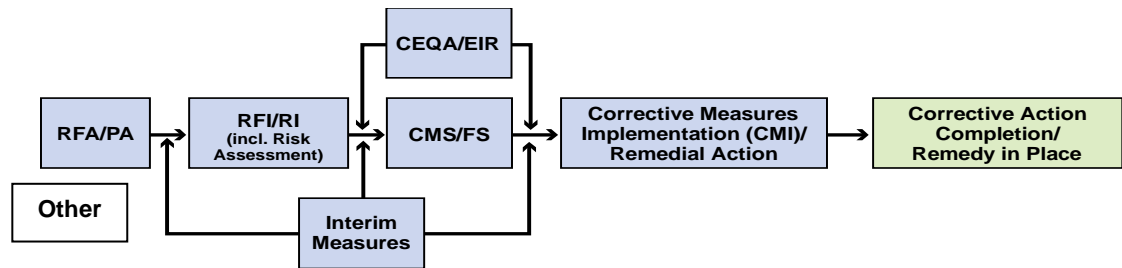 CEQA/EIR
RFA/PA
RFI/RI
(incl. Risk
Assessment)
CMS/FS
Corrective Measures
Implementation (CMI)/
Remedial Action
Corrective Action
Completion/
Remedy in Place
Other
Interim
Measures